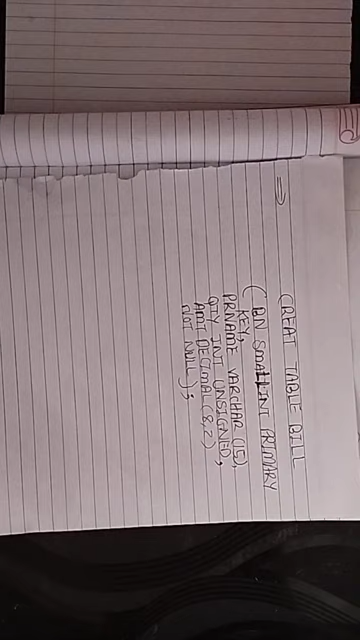 ⇒ CREAT TABLE BILL
( BN SMALLINT PRIMARY
KEY,
PRNAME VARCHAR (15),
QTY INT UNSIGNED,
AMT DECIMAL (8,2)
NOT NULL );